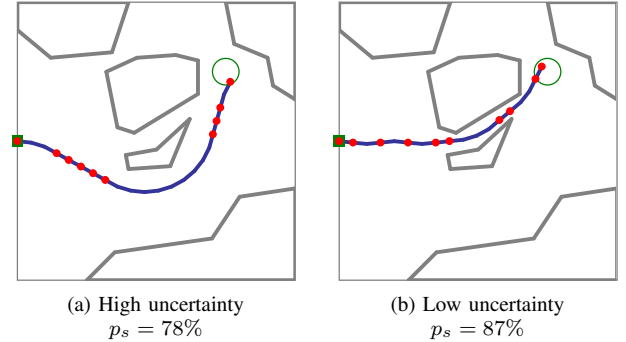 (a) High uncertainty
p_s = 78%
(b) Low uncertainty
p_s = 87%